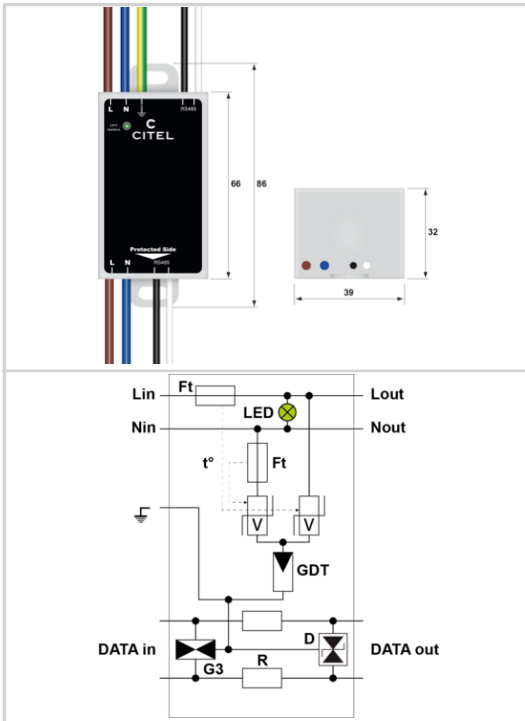 L N RS485
OFF
C
CITEL
Protected Side
L N RS485
66
86
32
39
Ft
Lin
Lout
LED
Nin
Nout
t°
Ft
V
V
GDT
D
DATA in
DATA out
G3
R